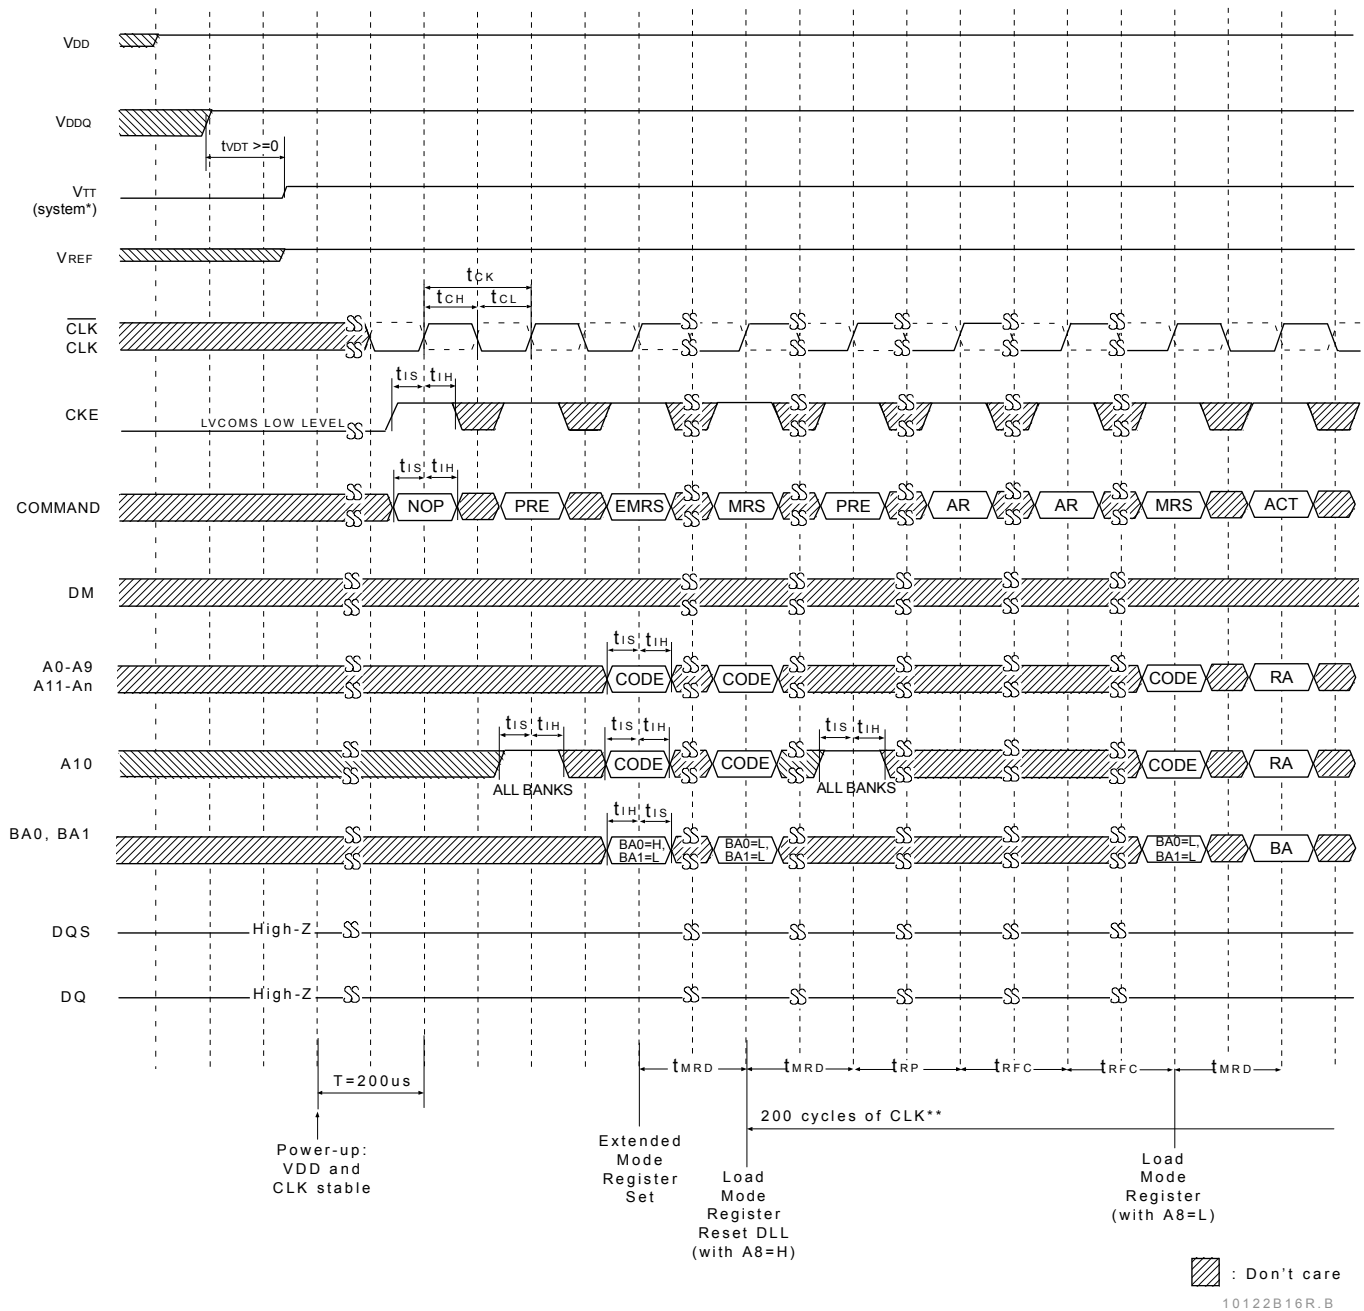 VDD
VDDQ
tVDT >=0
VTT
(system*)
VREF
tCK
tCH tCL
CLK
CLK
tIS tIH
CKE
LVCOMS LOW LEVEL
tIS tIH
COMMAND NOP PRE EMRS MRS PRE AR AR MRS ACT
DM
tIS tIH
A0-A9
A11-An
CODE CODE CODE RA
tIS tIH tIS tIH tIS tIH
A10 CODE CODE CODE RA
ALL BANKS ALL BANKS
tIH tIS
BA0, BA1
BA0=H, BA0=L, BA0=L,
BA1=L BA1=L BA1=L BA
DQS High-Z
DQ High-Z
tMRD tMRD tRP tRFC tRFC tMRD
T=200us
200 cycles of CLK**
Power-up:
VDD and
CLK stable
Extended
Mode
Register
Set
Load
Mode
Register
Reset DLL
(with A8=H)
Load
Mode
Register
(with A8=L)
: Don't care
10122B16R.B